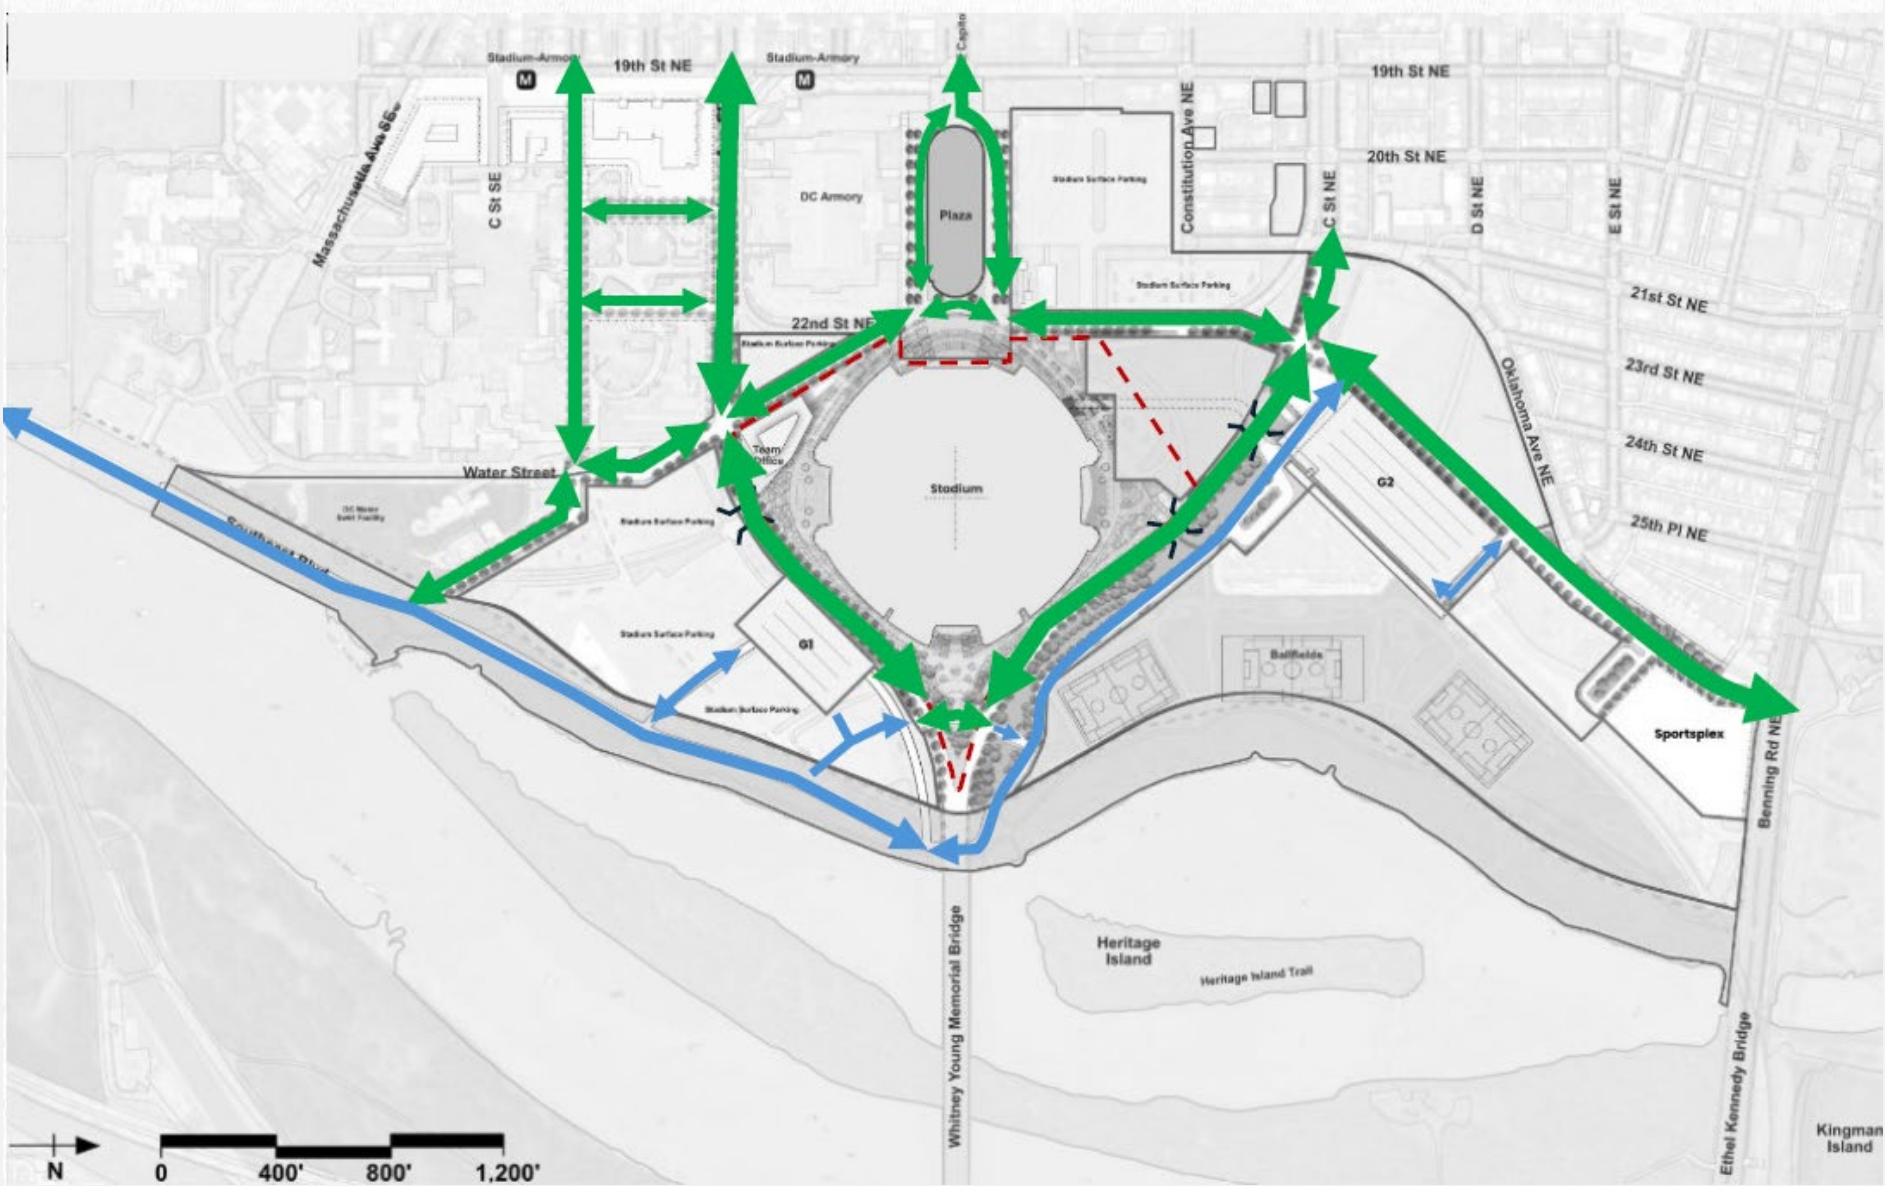 Capitol
Stadium-Armory
M
19th St NE
Stadium-Armory
M
19th St NE
Massachusetts Ave SE
C St SE
DC Armory
Plaza
Stadium Surface Parking
Constitution Ave NE
20th St NE
C St NE
D St NE
E St NE
Stadium Surface Parking
21st St NE
22nd St NE
Stadium Surface Parking
23rd St NE
Oklahoma Ave NE
24th St NE
25th Pl NE
Water Street
Team
Office
Stadium
G2
Stadium Surface Parking
Southeast Blvd
Stadium Surface Parking
G1
Ballfields
Stadium Surface Parking
Sportsplex
Benning Rd NE
Whitney Young Memorial Bridge
Heritage
Island
Heritage Island Trail
Ethel Kennedy Bridge
Kingman
Island
N
0
400'
800'
1,200'